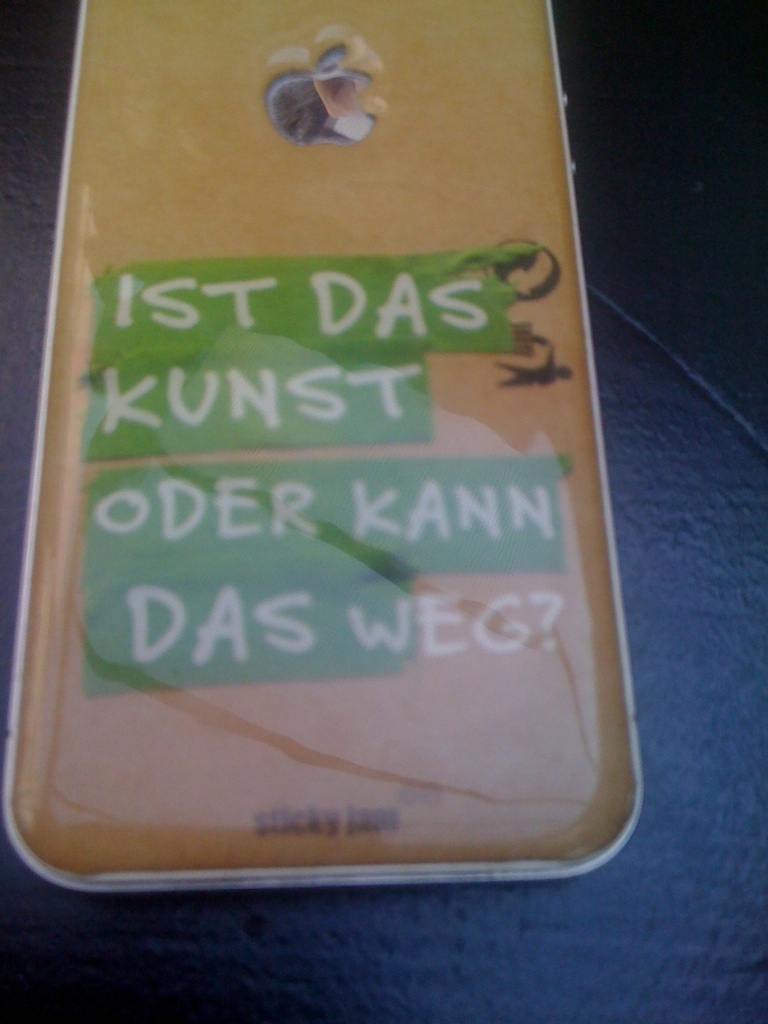 IST DAS
KUNST
ODER KANN
DAS WEG?
sticky jam